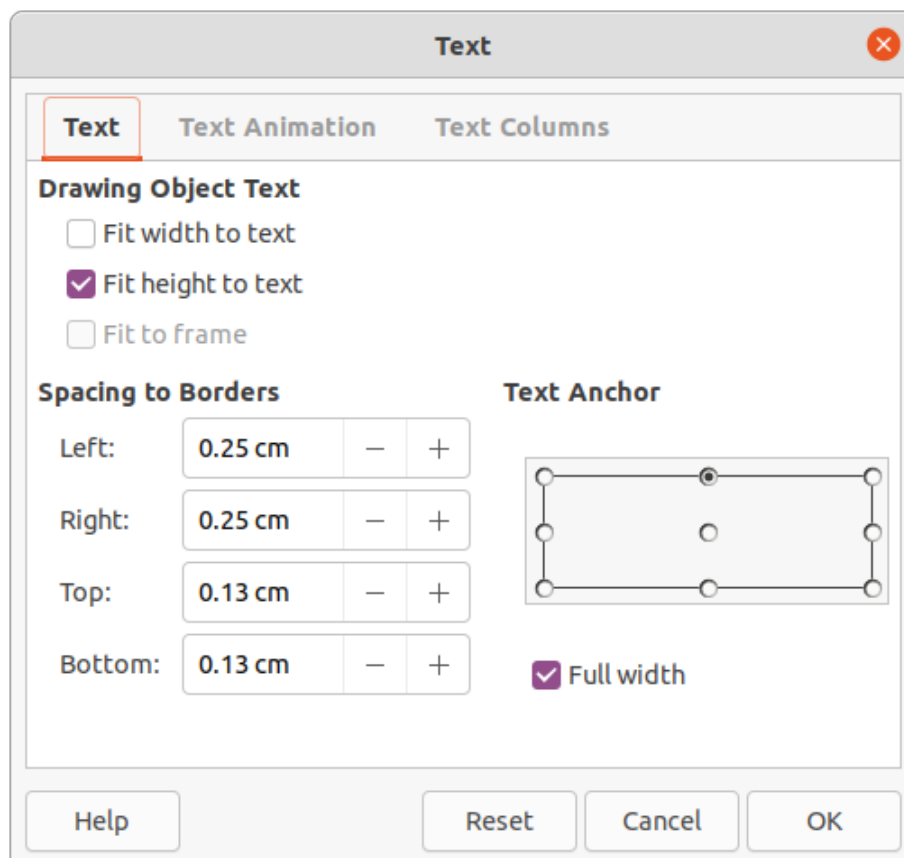 Text
Text Text Animation Text Columns
Drawing Object Text
Fit width to text
Fit height to text
Fit to frame
Spacing to Borders
Left: 0.25 cm − +
Right: 0.25 cm − +
Top: 0.13 cm − +
Bottom: 0.13 cm − +
Text Anchor
Full width
Help Reset Cancel OK